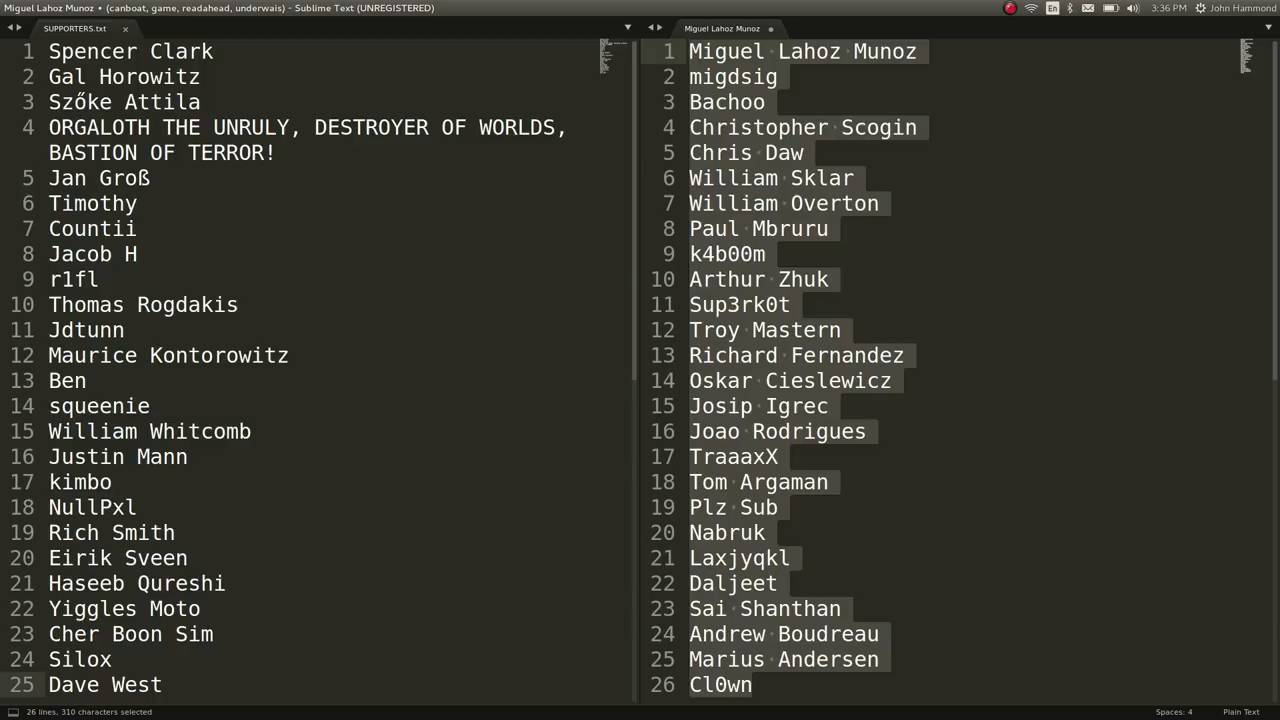 Miguel Lahoz Munoz • (canboat, game, readahead, underwais) - Sublime Text (UNREGISTERED)
En
3:36 PM
John Hammond
SUPPORTERS.txt
1 Spencer Clark
2 Gal Horowitz
3 Szőke Attila
4 ORGALOTH THE UNRULY, DESTROYER OF WORLDS,
BASTION OF TERROR!
5 Jan Groß
6 Timothy
7 Countii
8 Jacob H
9 r1fl
10 Thomas Rogdakis
11 Jdtunn
12 Maurice Kontorowitz
13 Ben
14 squeenie
15 William Whitcomb
16 Justin Mann
17 kimbo
18 NullPxl
19 Rich Smith
20 Eirik Sveen
21 Haseeb Qureshi
22 Yiggles Moto
23 Cher Boon Sim
24 Silox
25 Dave West
Miguel Lahoz Munoz
1 Miguel Lahoz Munoz
2 migdsig
3 Bachoo
4 Christopher Scogin
5 Chris Daw
6 William Sklar
7 William Overton
8 Paul Mbruru
9 k4b00m
10 Arthur Zhuk
11 Sup3rk0t
12 Troy Mastern
13 Richard Fernandez
14 Oskar Cieslewicz
15 Josip Igrec
16 Joao Rodrigues
17 TraaaxX
18 Tom Argaman
19 Plz Sub
20 Nabruk
21 Laxjyqkl
22 Daljeet
23 Sai Shanthan
24 Andrew Boudreau
25 Marius Andersen
26 Cl0wn
26 lines, 310 characters selected
Spaces: 4
Plain Text